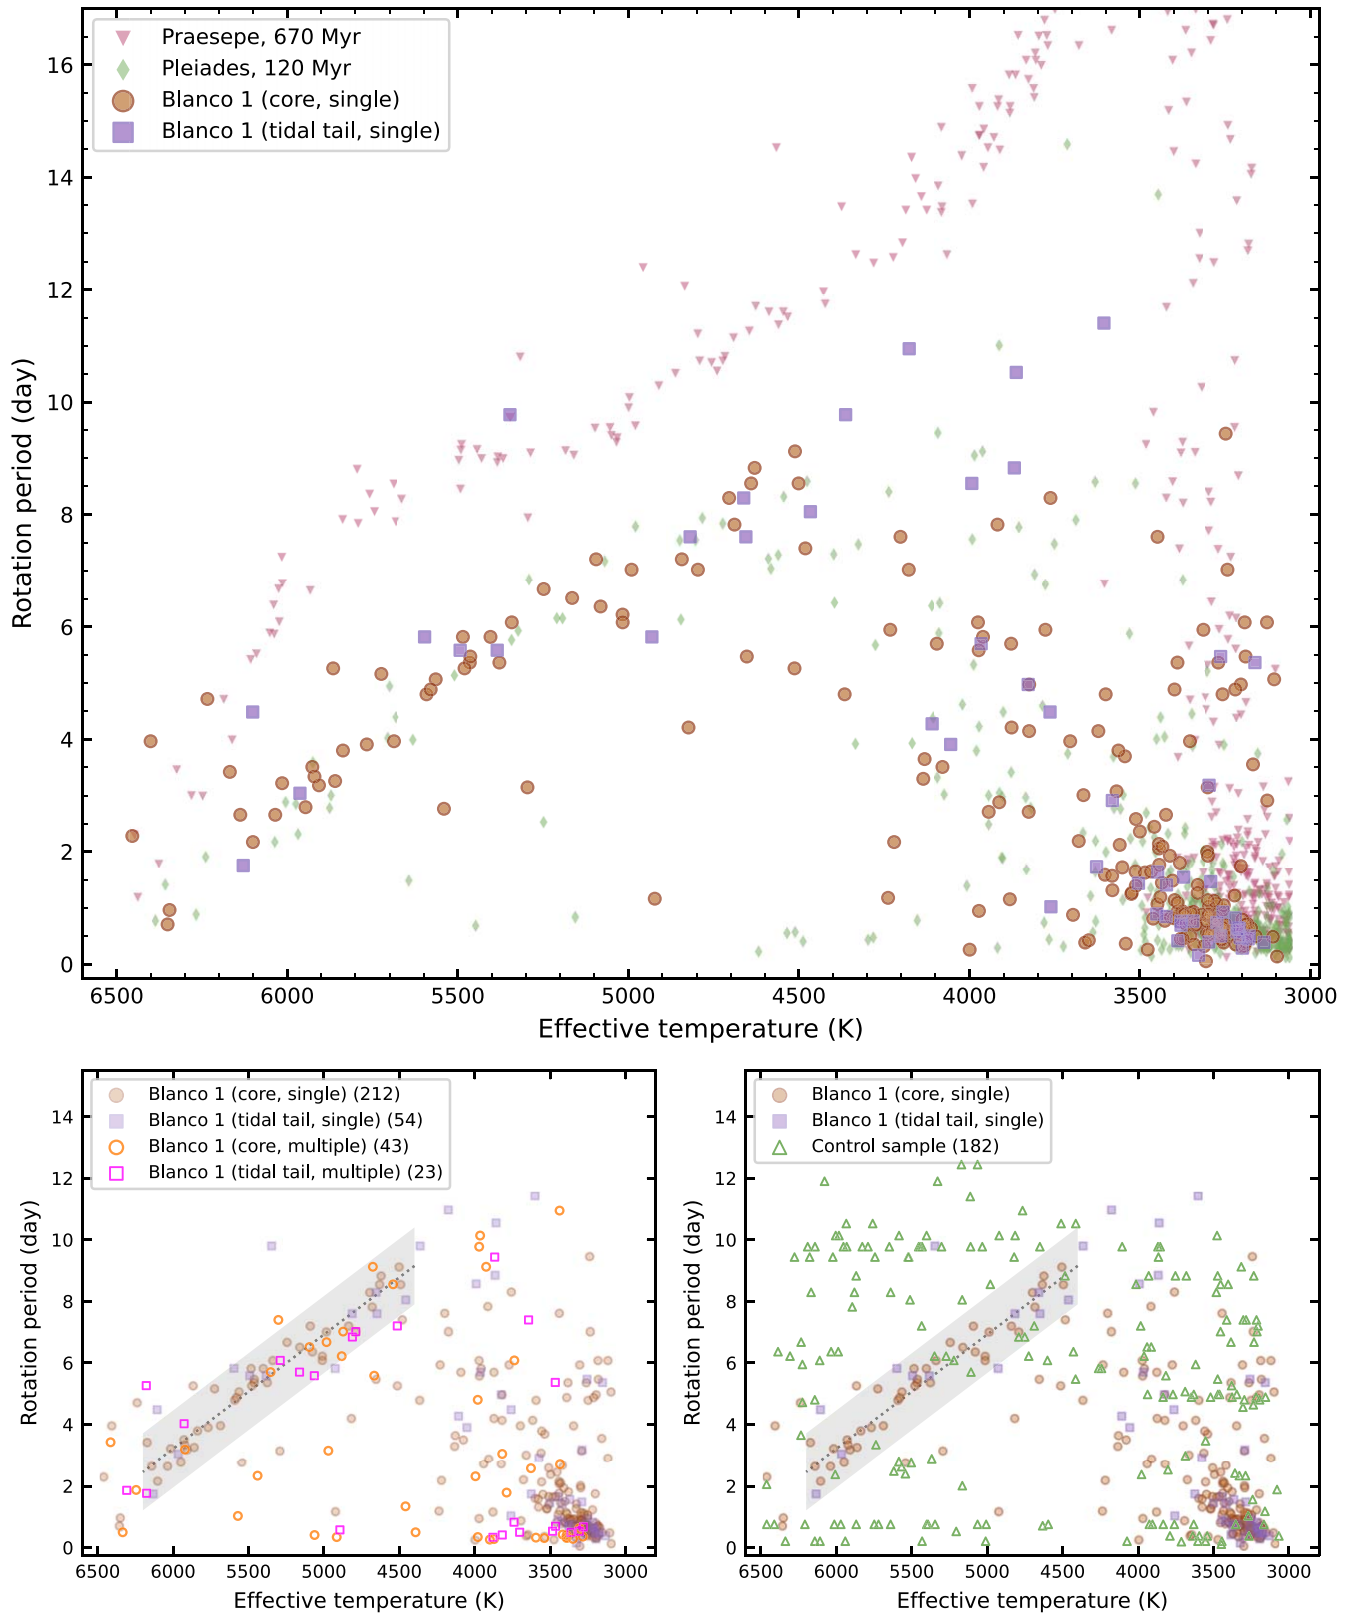 Praesepe, 670 Myr
Pleiades, 120 Myr
Blanco 1 (core, single)
Blanco 1 (tidal tail, single)
16
14
12
10
8
6
4
2
0
Rotation period (day)
6500 6000 5500 5000 4500 4000 3500 3000
Effective temperature (K)
Blanco 1 (core, single) (212)
Blanco 1 (tidal tail, single) (54)
Blanco 1 (core, multiple) (43)
Blanco 1 (tidal tail, multiple) (23)
14
12
10
8
6
4
2
0
Rotation period (day)
6500 6000 5500 5000 4500 4000 3500 3000
Effective temperature (K)
Blanco 1 (core, single)
Blanco 1 (tidal tail, single)
Control sample (182)
14
12
10
8
6
4
2
0
Rotation period (day)
6500 6000 5500 5000 4500 4000 3500 3000
Effective temperature (K)